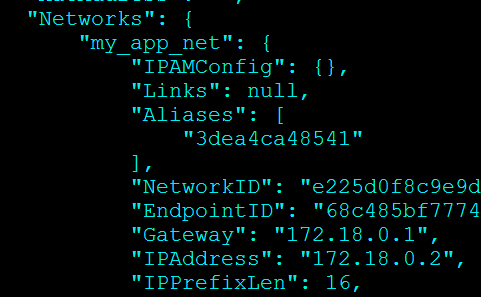 "Networks": {
"my_app_net": {
"IPAMConfig": {},
"Links": null,
"Aliases": [
"3dea4ca48541"
],
"NetworkID": "e225d0f8c9e9d
"EndpointID": "68c485bf7774
"Gateway": "172.18.0.1",
"IPAddress": "172.18.0.2",
"IPPrefixLen": 16,